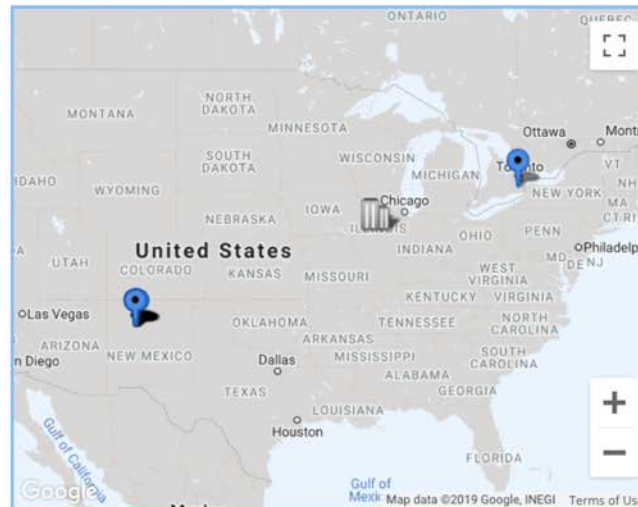 ONTARIO
QUEBEC
NORTH
DAKOTA
MONTANA
MINNESOTA
Ottawa
Montr
SOUTH
DAKOTA
WISCONSIN
Toronto
VT
IDAHO
WYOMING
MICHIGAN
NEW YORK
NH
MA
CT RI
IOWA
Chicago
NEBRASKA
ILLINOIS
PENN
OHIO
INDIANA
United States
Philadelp
MD
DE NJ
UTAH
COLORADO
KANSAS
MISSOURI
WEST
VIRGINIA
KENTUCKY
VIRGINIA
Las Vegas
OKLAHOMA
TENNESSEE
NORTH
CAROLINA
ARKANSAS
ARIZONA
NEW MEXICO
n Diego
Dallas
MISSISSIPPI
SOUTH
CAROLINA
ALABAMA
TEXAS
GEORGIA
LOUISIANA
Houston
Gulf of
California
FLORIDA
Gulf of
Mexic
Google
Map data ©2019 Google, INEGI
Terms of Us